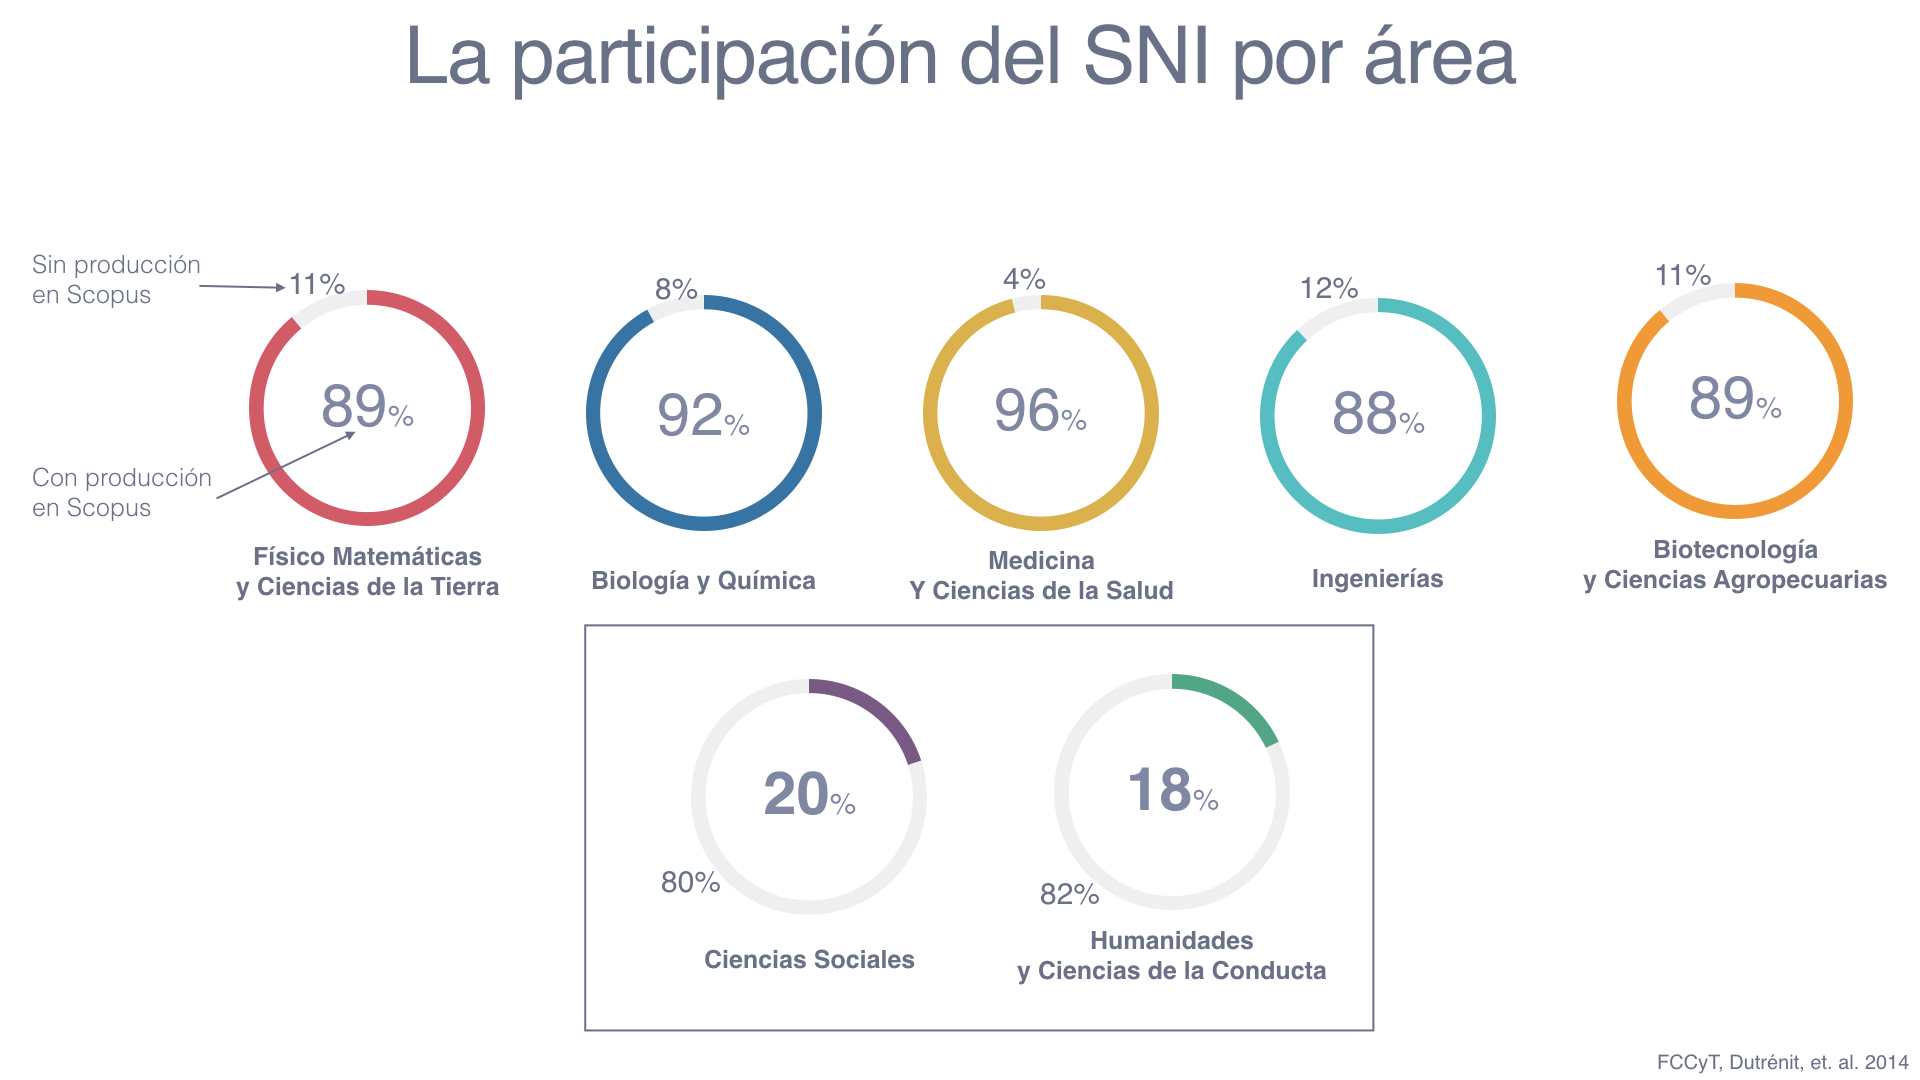 La participación del SNI por área
Sin producción
en Scopus
11%
89%
Con producción
en Scopus
Físico Matemáticas
y Ciencias de la Tierra
8%
92%
Biología y Química
4%
96%
Medicina
Y Ciencias de la Salud
12%
88%
Ingenierías
11%
89%
Biotecnología
y Ciencias Agropecuarias
20%
80%
Ciencias Sociales
18%
82%
Humanidades
y Ciencias de la Conducta
FCCyT, Dutrénit, et. al. 2014